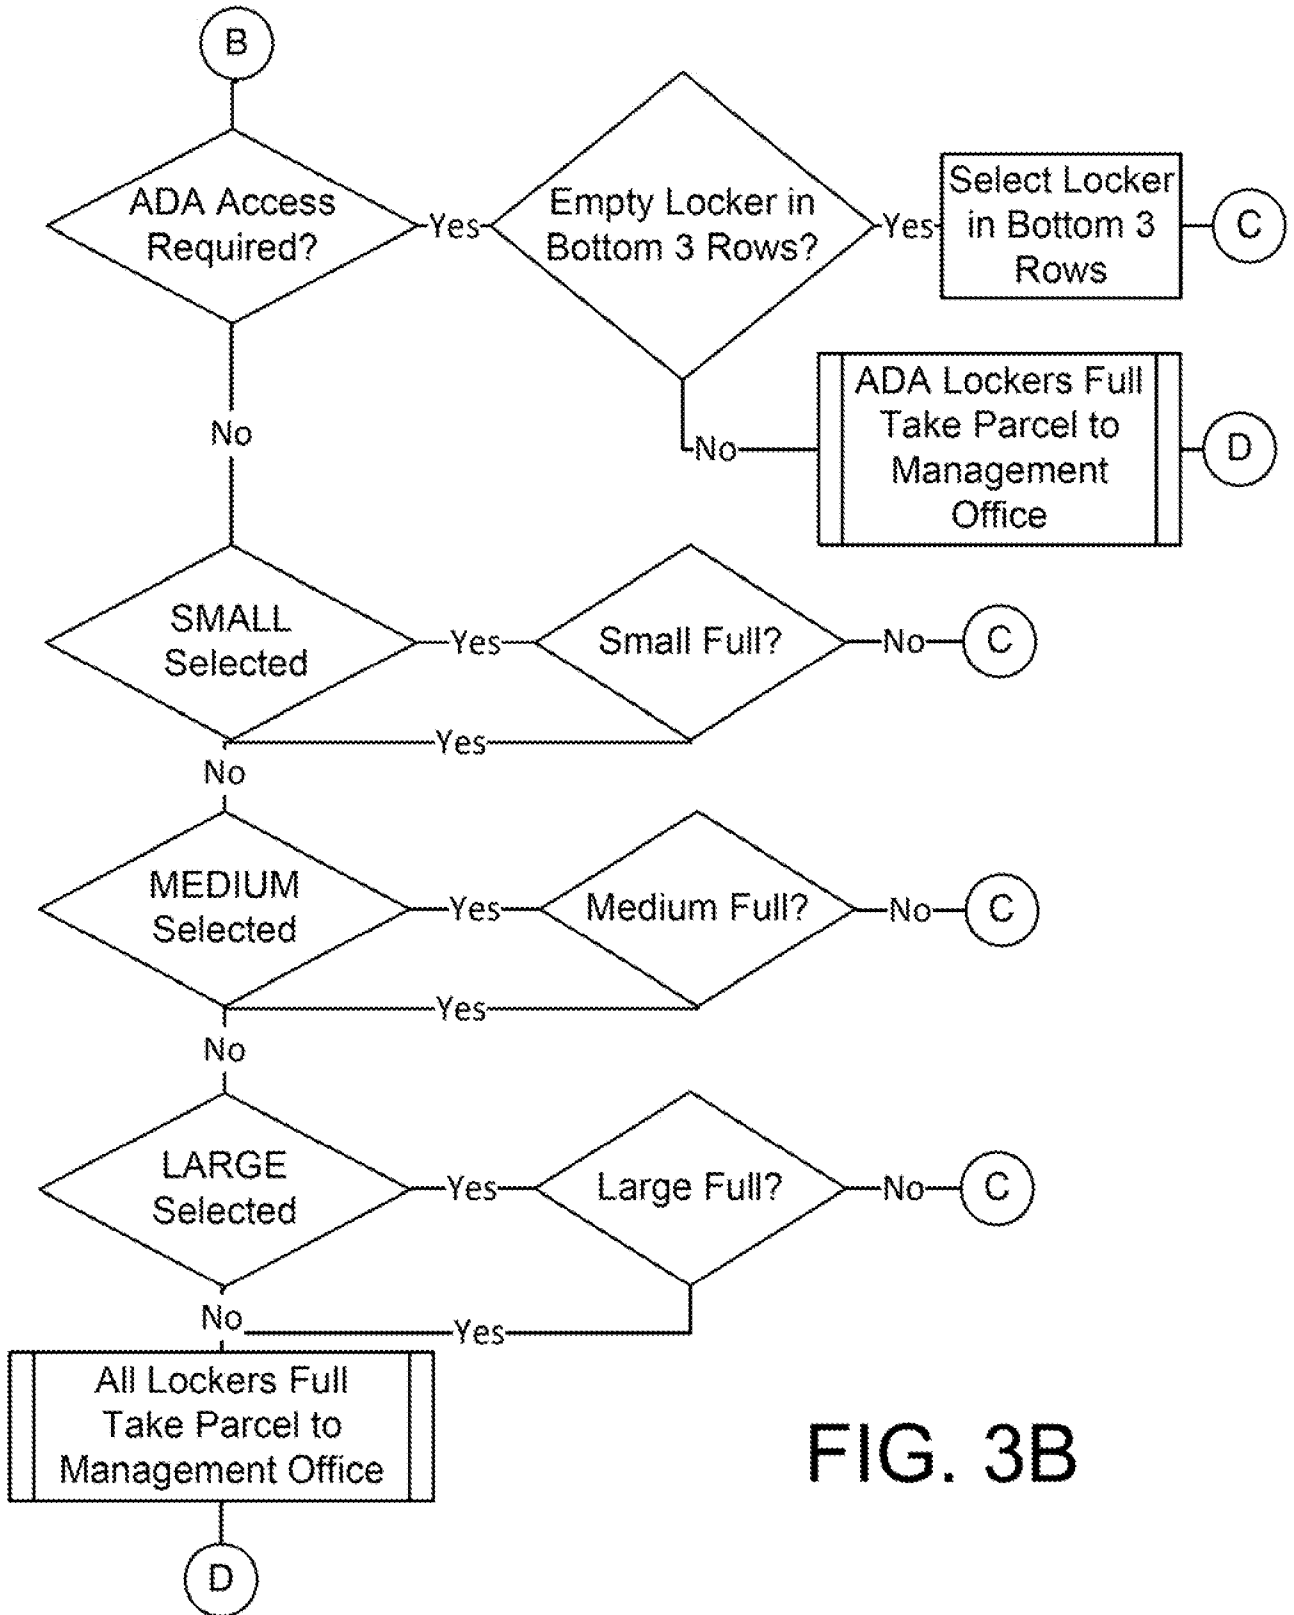 B
ADA Access
Required?
Yes
Empty Locker in
Bottom 3 Rows?
Yes
Select Locker
in Bottom 3
Rows
C
No
No
ADA Lockers Full
Take Parcel to
Management
Office
D
SMALL
Selected
Yes
Small Full?
No
C
Yes
No
MEDIUM
Selected
Yes
Medium Full?
No
C
Yes
No
LARGE
Selected
Yes
Large Full?
No
C
No
Yes
All Lockers Full
Take Parcel to
Management Office
D
FIG. 3B